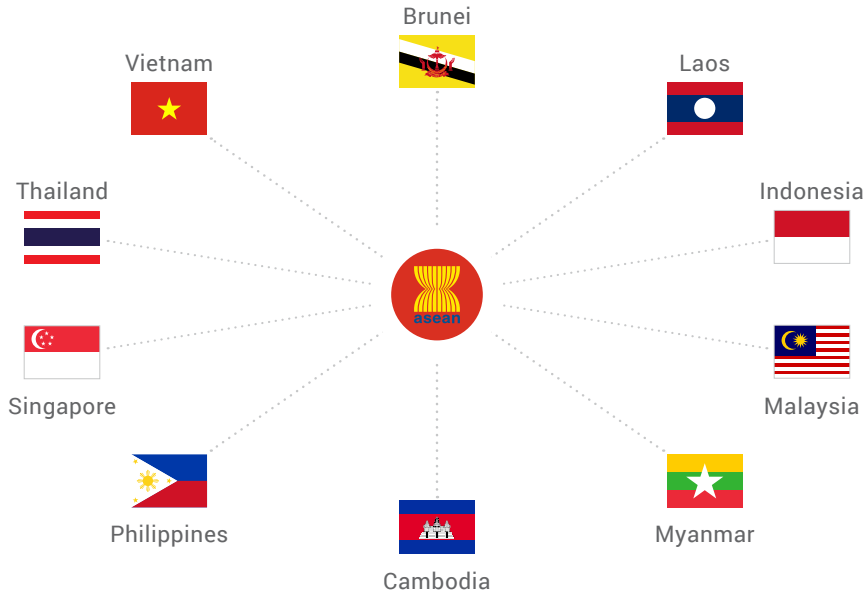 Brunei
Vietnam
Laos
Thailand
Indonesia
asean
Singapore
Malaysia
Philippines
Myanmar
Cambodia